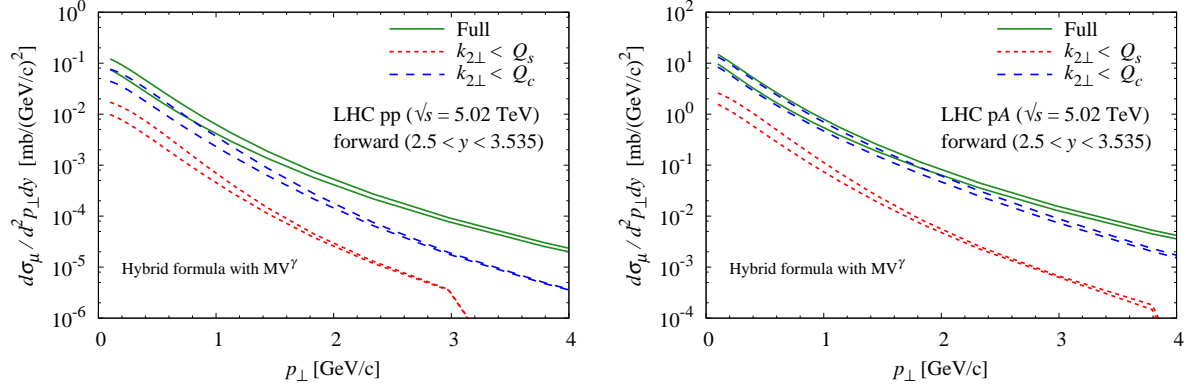 10^0
10^-1
10^-2
10^-3
10^-4
10^-5
10^-6
dσ_μ / d^2 p_⊥ dy [mb/(GeV/c)^2]
Full
k_2⊥ < Q_s
k_2⊥ < Q_c
LHC pp (√s = 5.02 TeV)
forward (2.5 < y < 3.535)
Hybrid formula with MV^γ
0 1 2 3 4
p_⊥ [GeV/c]
10^2
10^1
10^0
10^-1
10^-2
10^-3
10^-4
dσ_μ / d^2 p_⊥ dy [mb/(GeV/c)^2]
Full
k_2⊥ < Q_s
k_2⊥ < Q_c
LHC pA (√s = 5.02 TeV)
forward (2.5 < y < 3.535)
Hybrid formula with MV^γ
0 1 2 3 4
p_⊥ [GeV/c]